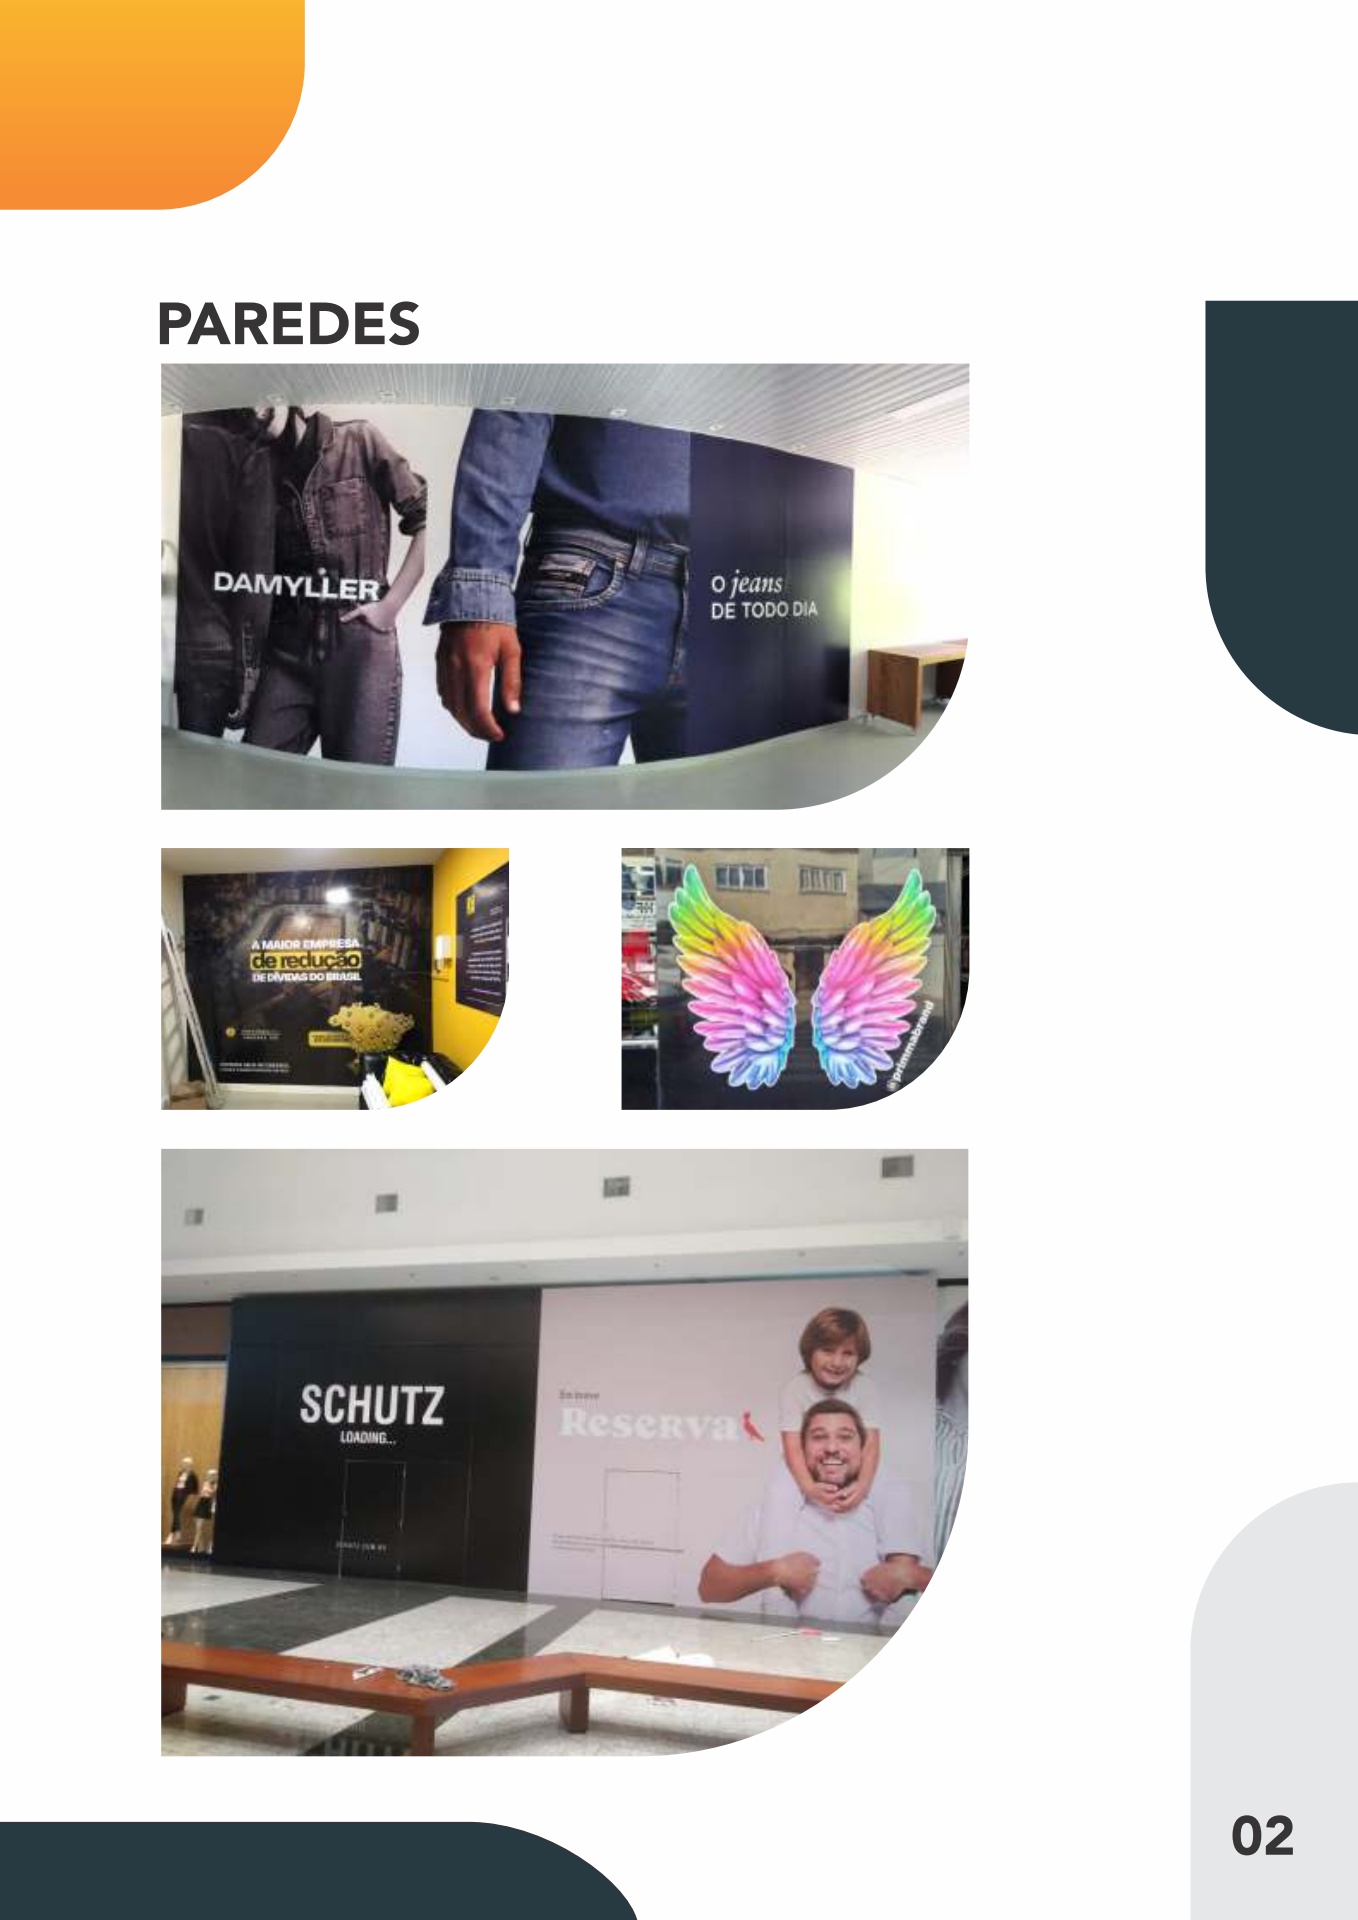 PAREDES
DAMYLLER
O jeans
DE TODO DIA
A MAIOR EMPRESA
de redução
DE DÍVIDAS DO BRASIL
@primmabrand
SCHUTZ
LOADING...
Em breve
Reserva
02